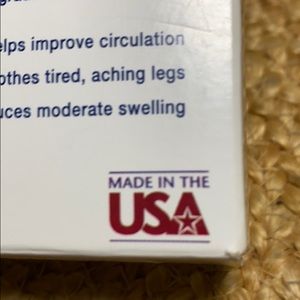 elps improve circulation
othes tired, aching legs
uces moderate swelling
MADE IN THE
USA